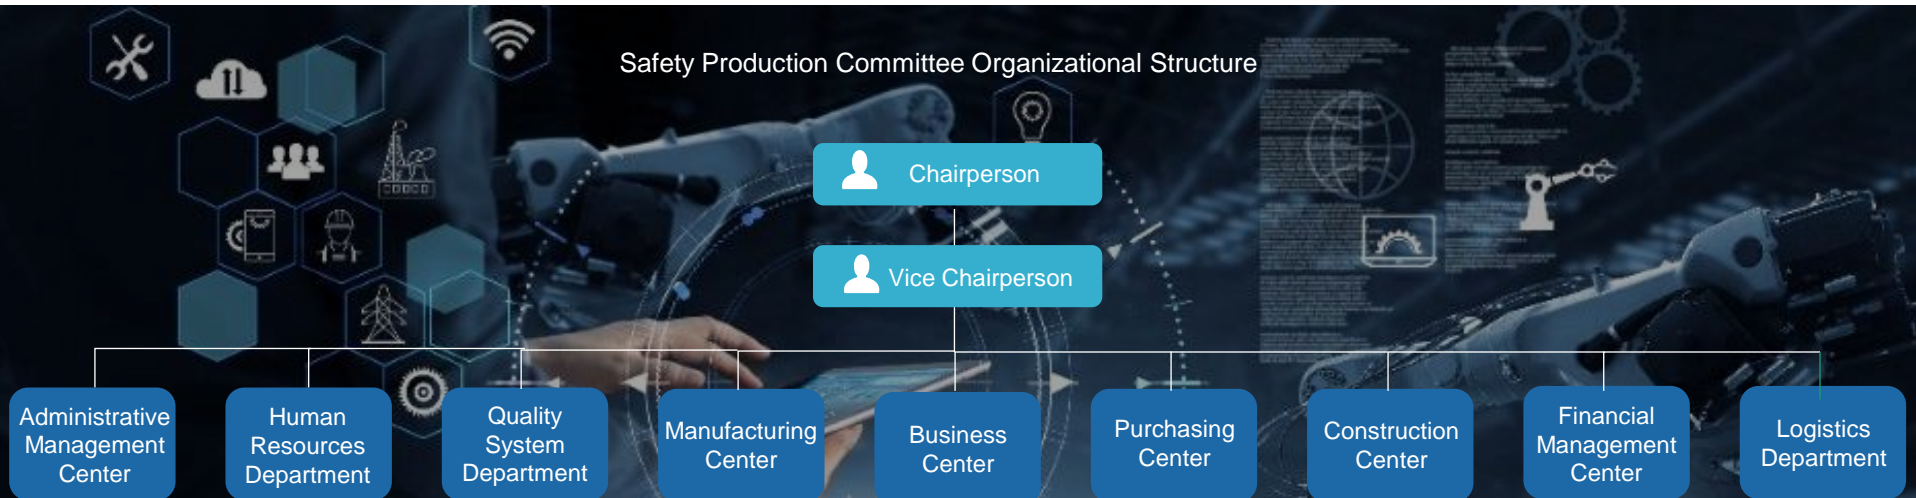 Safety Production Committee Organizational Structure
Chairperson
Vice Chairperson
Administrative
Management
Center
Human
Resources
Department
Quality
System
Department
Manufacturing
Center
Business
Center
Purchasing
Center
Construction
Center
Financial
Management
Center
Logistics
Department